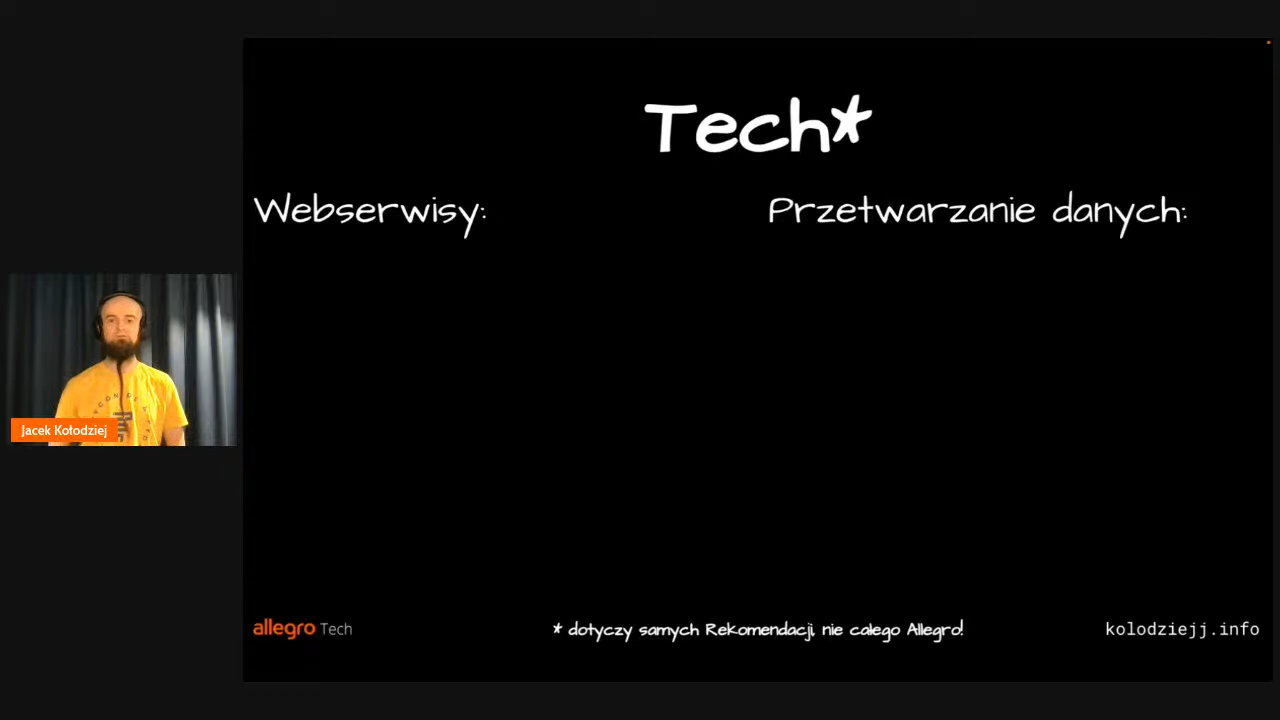 Tech*
Webserwisy:
Przetwarzanie danych:
Jacek Kołodziej
allegro Tech
* dotyczy samych Rekomendacji, nie całego Allegro!
kolodziejj.info